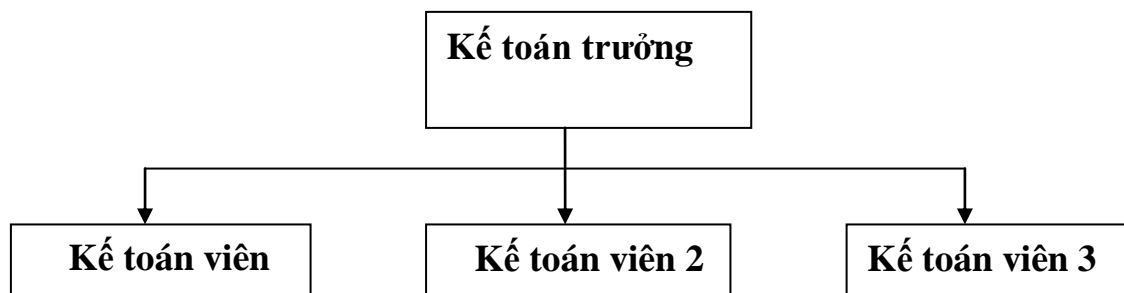 Kế toán trưởng
Kế toán viên
Kế toán viên 2
Kế toán viên 3